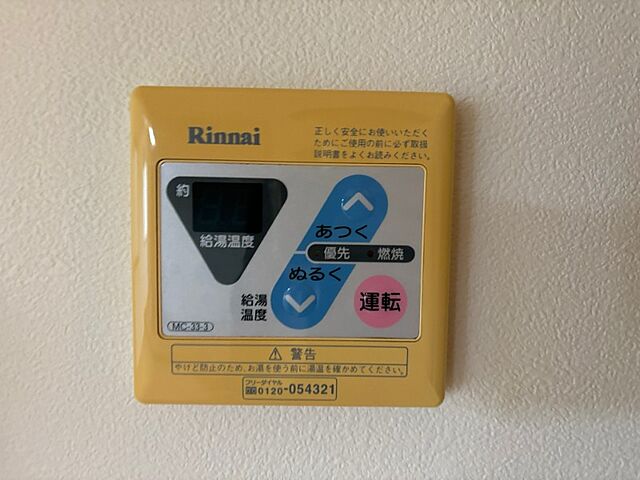 Rinnai
正しく安全にお使いいただく
ためにご使用の前に必ず取扱
説明書をよくお読みください。
約
給湯温度
あつく
優先 燃焼
ぬるく
給湯
温度
運転
MC-33-3
⚠ 警告
やけど防止のため、お湯を使う前に湯温を確かめてください。
フリーダイヤル
0120-054321